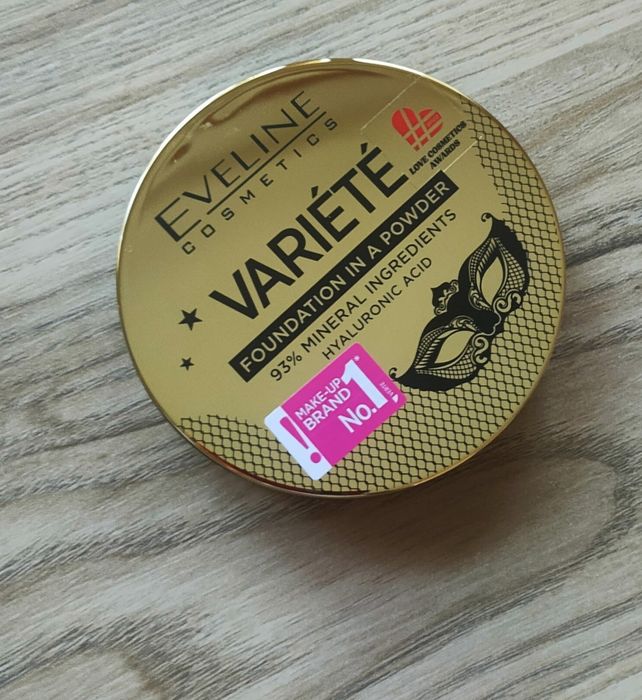 EVELINE
COSMETICS
VARIÉTÉ
FOUNDATION IN A POWDER
93% MINERAL INGREDIENTS
HYALURONIC ACID
LOVE COSMETICS
AWARDS
! MAKE-UP
BRAND
No.1*